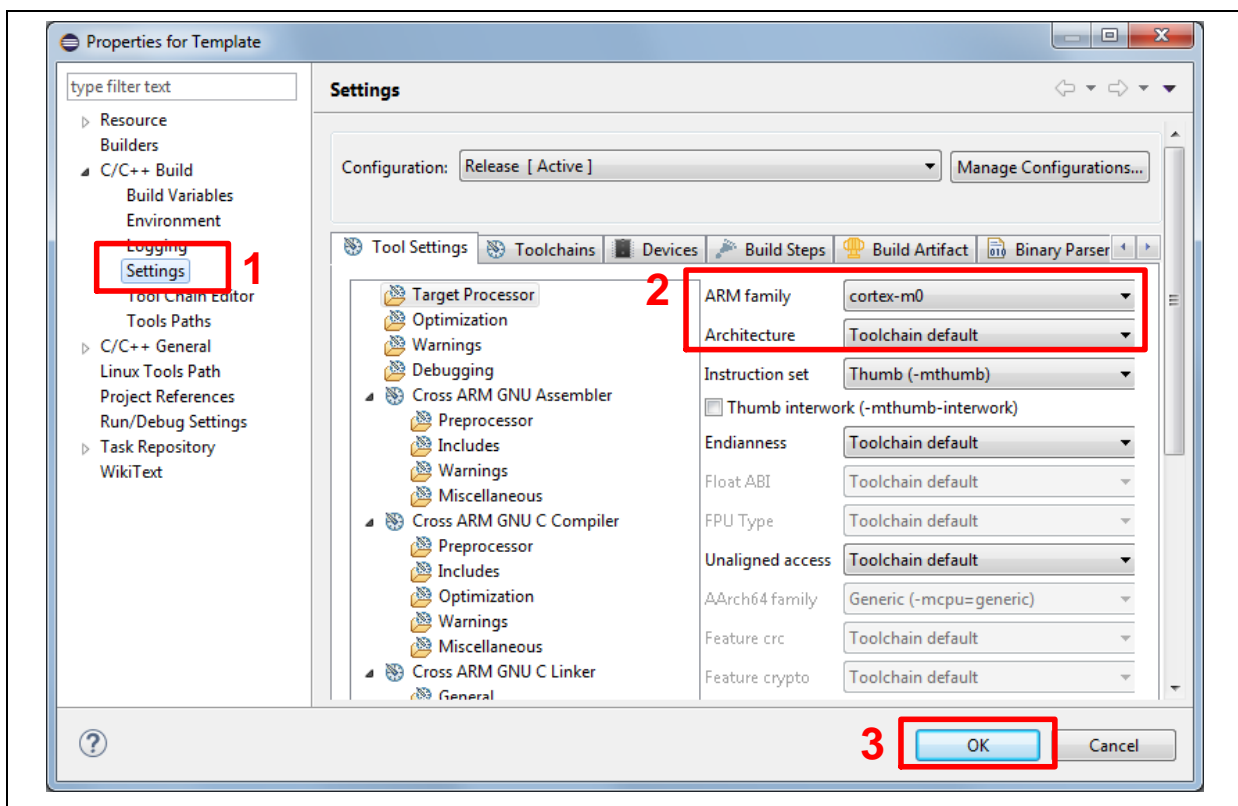 Properties for Template
type filter text
Resource
Builders
C/C++ Build
Build Variables
Environment
Logging
Settings
1
Tool Chain Editor
Tools Paths
C/C++ General
Linux Tools Path
Project References
Run/Debug Settings
Task Repository
WikiText
Settings
Configuration: Release [ Active ] Manage Configurations...
Tool Settings Toolchains Devices Build Steps Build Artifact Binary Parser
Target Processor
Optimization
Warnings
Debugging
Cross ARM GNU Assembler
Preprocessor
Includes
Warnings
Miscellaneous
Cross ARM GNU C Compiler
Preprocessor
Includes
Optimization
Warnings
Miscellaneous
Cross ARM GNU C Linker
General
2
ARM family cortex-m0
Architecture Toolchain default
Instruction set Thumb (-mthumb)
Thumb interwork (-mthumb-interwork)
Endianness Toolchain default
Float ABI Toolchain default
FPU Type Toolchain default
Unaligned access Toolchain default
AArch64 family Generic (-mcpu=generic)
Feature crc Toolchain default
Feature crypto Toolchain default
?
3
OK Cancel